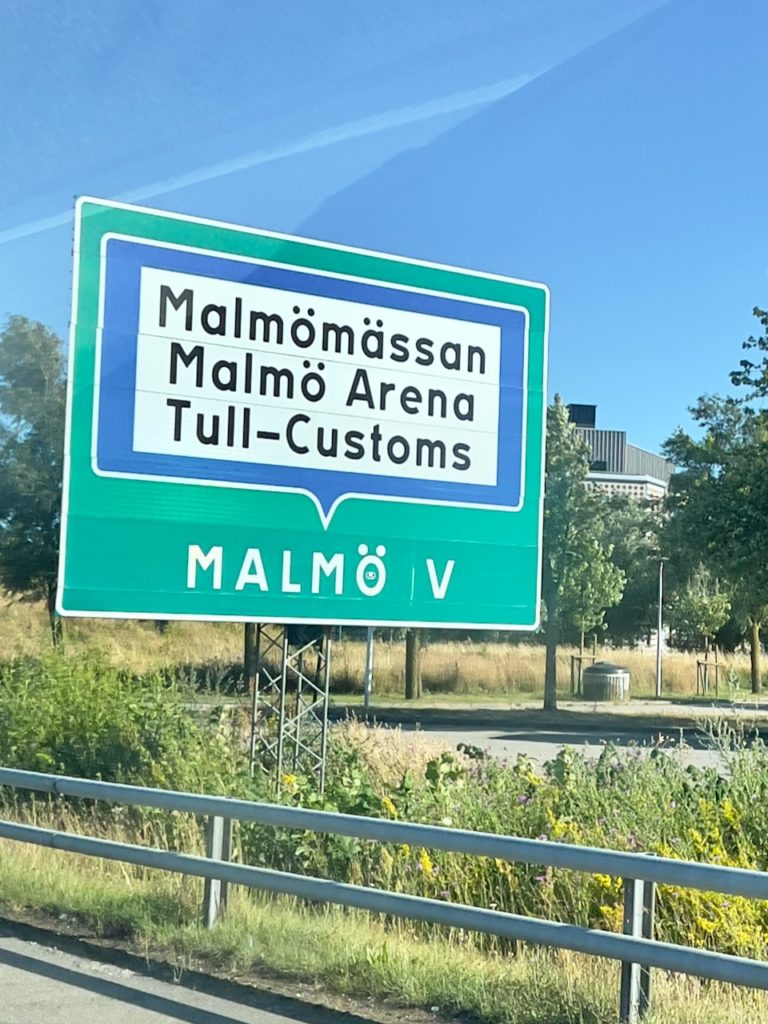 Malmömässan
Malmö Arena
Tull-Customs
MALMÖ V